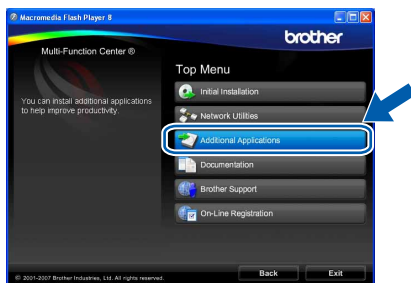 Macromedia Flash Player 8
brother
Multi-Function Center ®
Top Menu
You can install additional applications
to help improve productivity.
Initial Installation
Network Utilities
Additional Applications
Documentation
Brother Support
On-Line Registration
© 2001-2007 Brother Industries, Ltd. All rights reserved.
Back
Exit